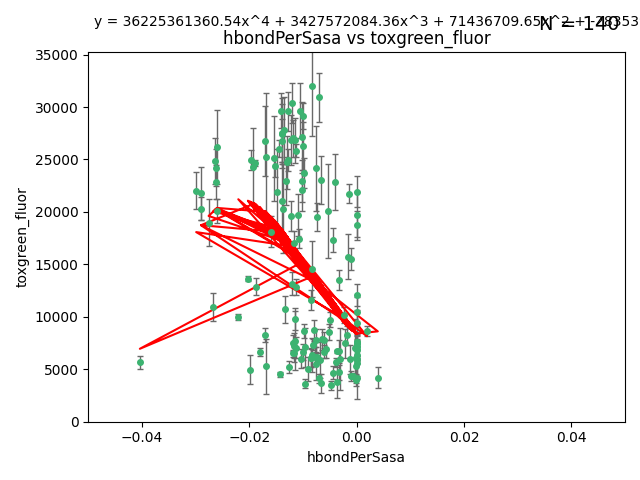 y = 36225361360.54x^4 + 3427572084.36x^3 + 71436709.65x^2 +
N = 140
hbondPerSasa vs toxgreen_fluor
35000
30000
25000
20000
15000
10000
5000
0
toxgreen_fluor
−0.04 −0.02 0.00 0.02 0.04
hbondPerSasa